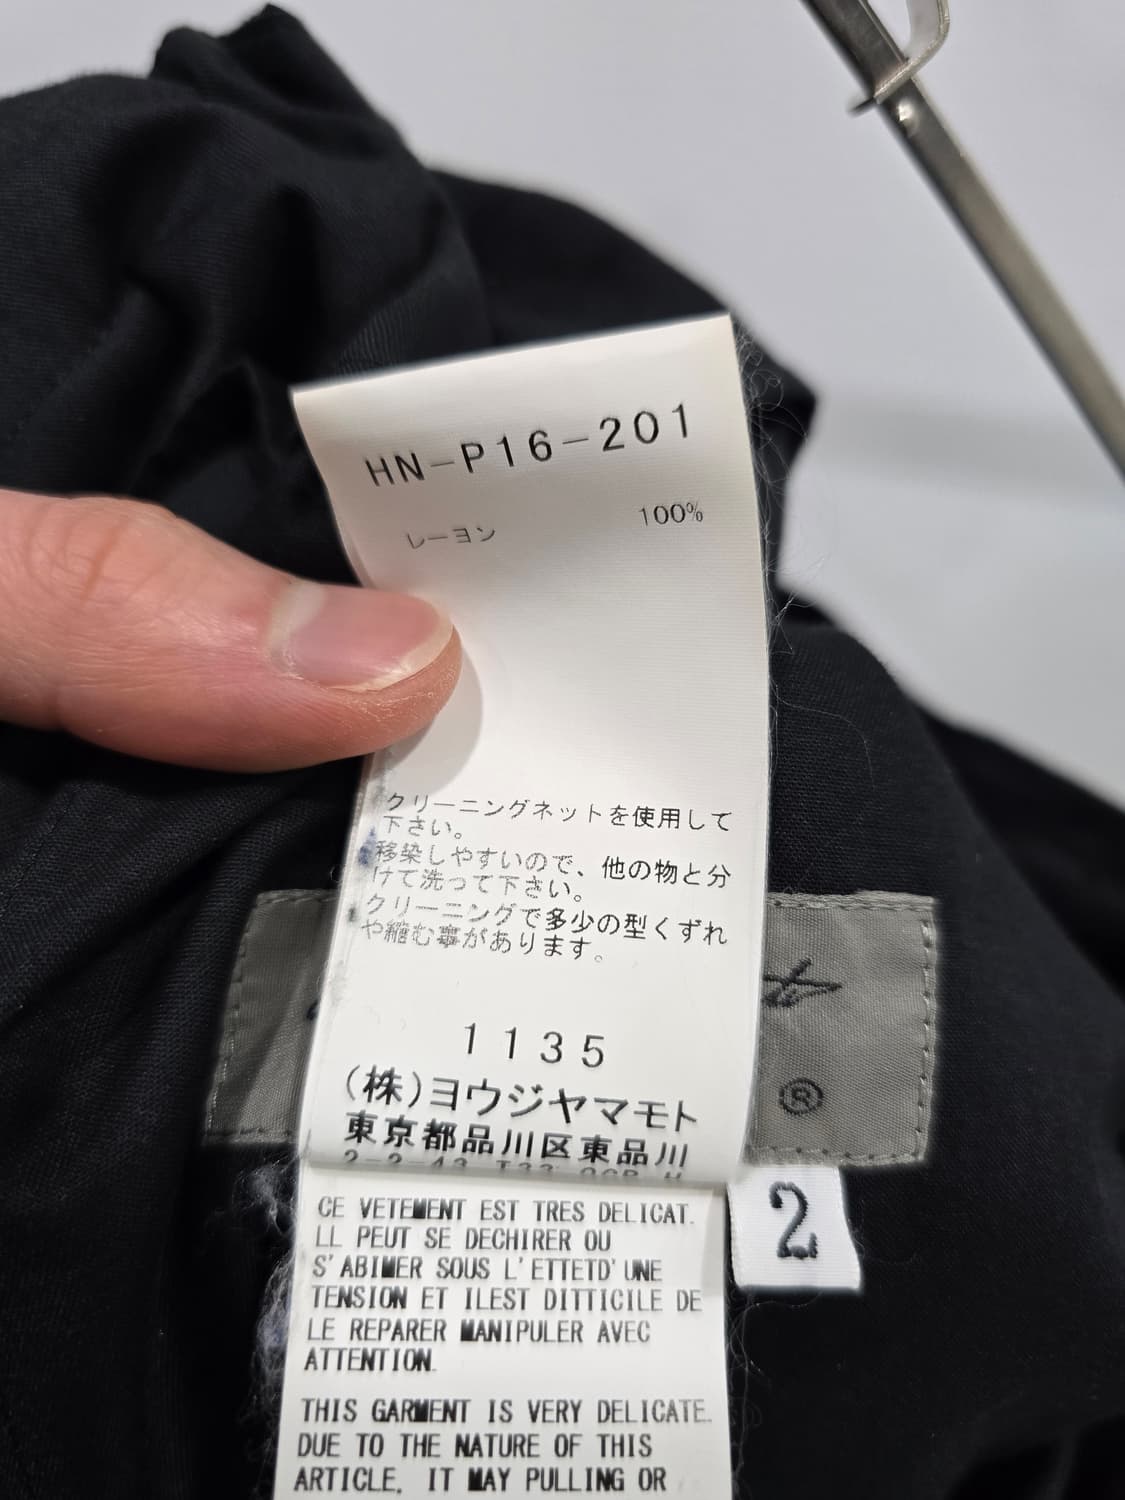 HN-P16-201
レーヨン 100%
クリーニングネットを使用して
下さい。
移染しやすいので、他の物と分
けて洗って下さい。
クリーニングで多少の型くずれ
や縮む事があります。
1135
(株)ヨウジヤマモト
東京都品川区東品川
®
2
CE VETEMENT EST TRES DELICAT.
LL PEUT SE DECHIRER OU
S'ABIMER SOUS L'ETTETD'UNE
TENSION ET ILEST DITTICILE DE
LE REPARER MANIPULER AVEC
ATTENTION.
THIS GARMENT IS VERY DELICATE.
DUE TO THE NATURE OF THIS
ARTICLE, IT MAY PULLING OR